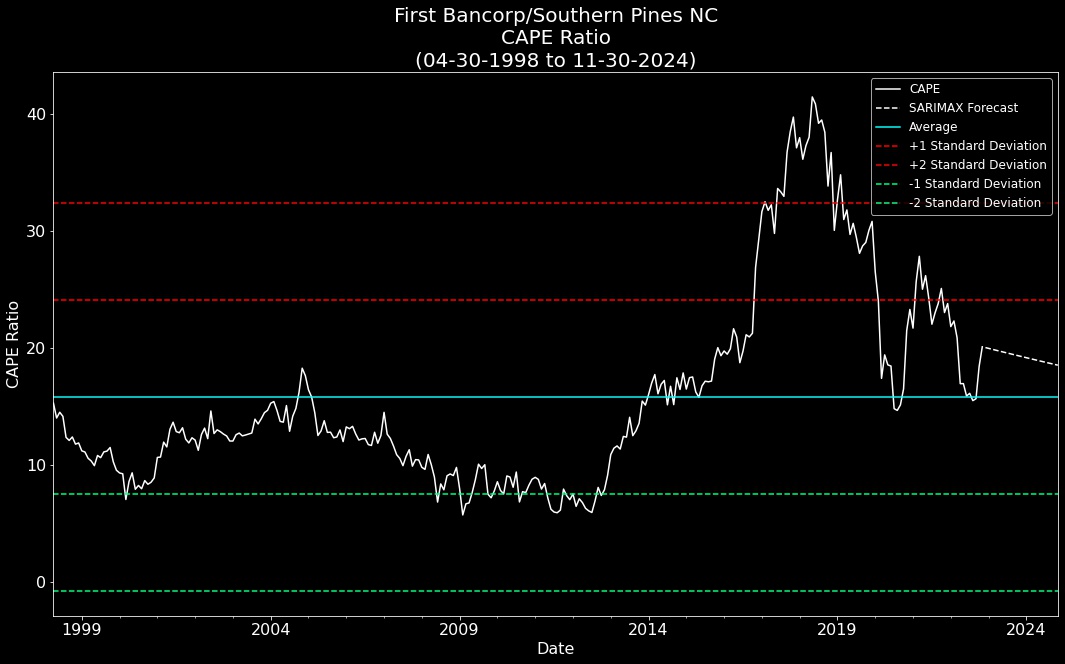 First Bancorp/Southern Pines NC
CAPE Ratio
(04-30-1998 to 11-30-2024)
CAPE
SARIMAX Forecast
Average
+1 Standard Deviation
+2 Standard Deviation
-1 Standard Deviation
-2 Standard Deviation
CAPE Ratio
40
30
20
10
0
1999 2004 2009 2014 2019 2024
Date